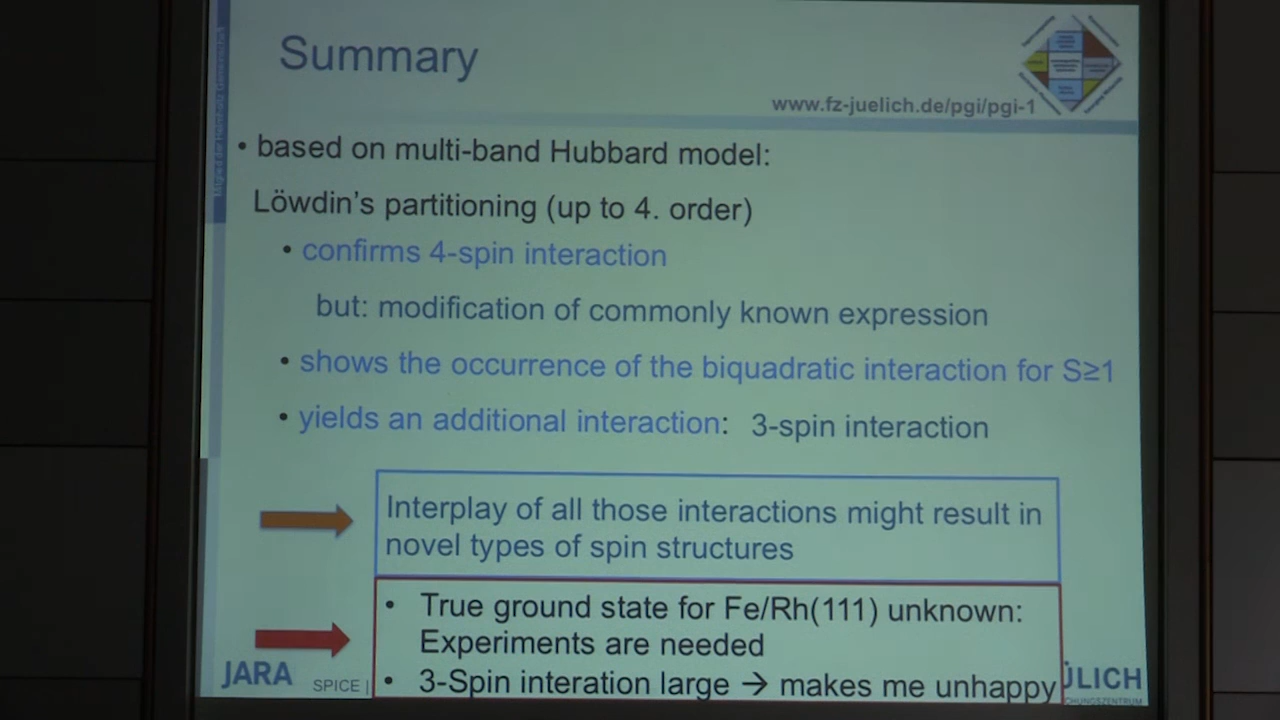 Summary
www.fz-juelich.de/pgi/pgi-1
• based on multi-band Hubbard model:
Löwdin's partitioning (up to 4. order)
• confirms 4-spin interaction
but: modification of commonly known expression
• shows the occurrence of the biquadratic interaction for S≥1
• yields an additional interaction: 3-spin interaction
Interplay of all those interactions might result in
novel types of spin structures
• True ground state for Fe/Rh(111) unknown:
Experiments are needed
• 3-Spin interation large → makes me unhappy
JARA SPICE | ÜLICH
CHUNGSZENTRUM